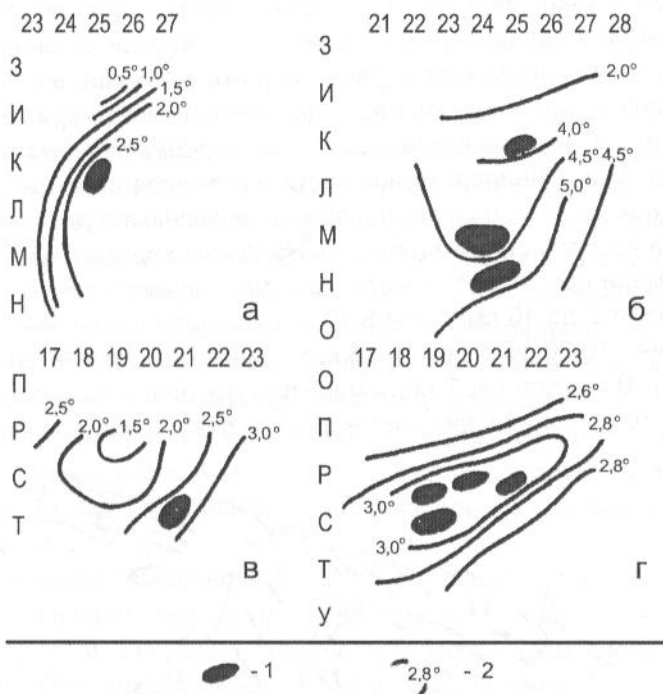 23 24 25 26 27
З
И
К
Л
М
Н
0,5° 1,0°
1,5°
2,0°
2,5°
а
21 22 23 24 25 26 27 28
З
И
К
Л
М
Н
О
2,0°
4,0°
4,5° 4,5°
5,0°
б
17 18 19 20 21 22 23
П
Р
С
Т
2,5°
2,0° 1,5° 2,0° 2,5°
3,0°
в
17 18 19 20 21 22 23
О
П
Р
С
Т
У
2,6°
2,8°
2,8°
3,0°
3,0°
г
- 1
2,8° - 2